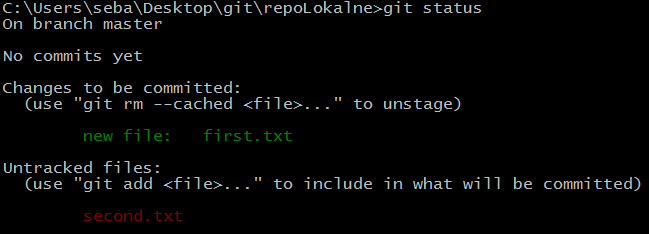 C:\Users\seba\Desktop\git\repoLokalne>git status
On branch master
No commits yet
Changes to be committed:
(use "git rm --cached <file>..." to unstage)
new file: first.txt
Untracked files:
(use "git add <file>..." to include in what will be committed)
second.txt